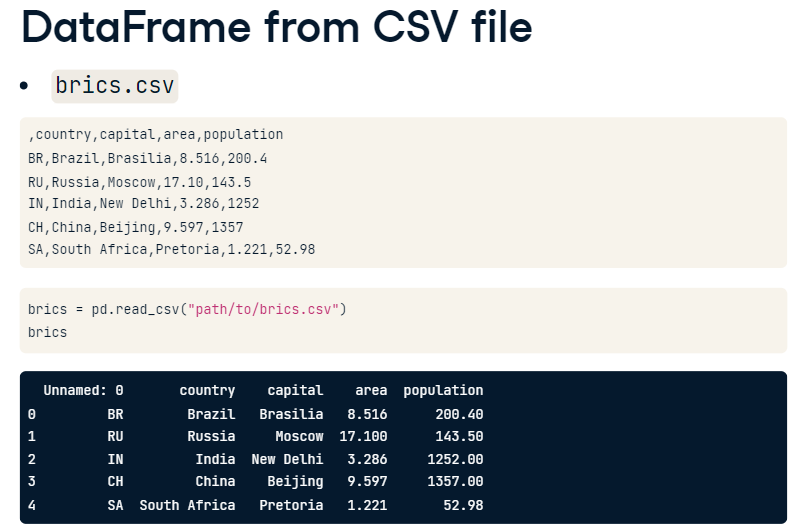 DataFrame from CSV file
• brics.csv
,country,capital,area,population
BR,Brazil,Brasilia,8.516,200.4
RU,Russia,Moscow,17.10,143.5
IN,India,New Delhi,3.286,1252
CH,China,Beijing,9.597,1357
SA,South Africa,Pretoria,1.221,52.98
brics = pd.read_csv("path/to/brics.csv")
brics
  Unnamed: 0       country    capital    area  population
0         BR        Brazil   Brasilia   8.516      200.40
1         RU        Russia     Moscow  17.100      143.50
2         IN         India  New Delhi   3.286     1252.00
3         CH         China    Beijing   9.597     1357.00
4         SA  South Africa   Pretoria   1.221       52.98